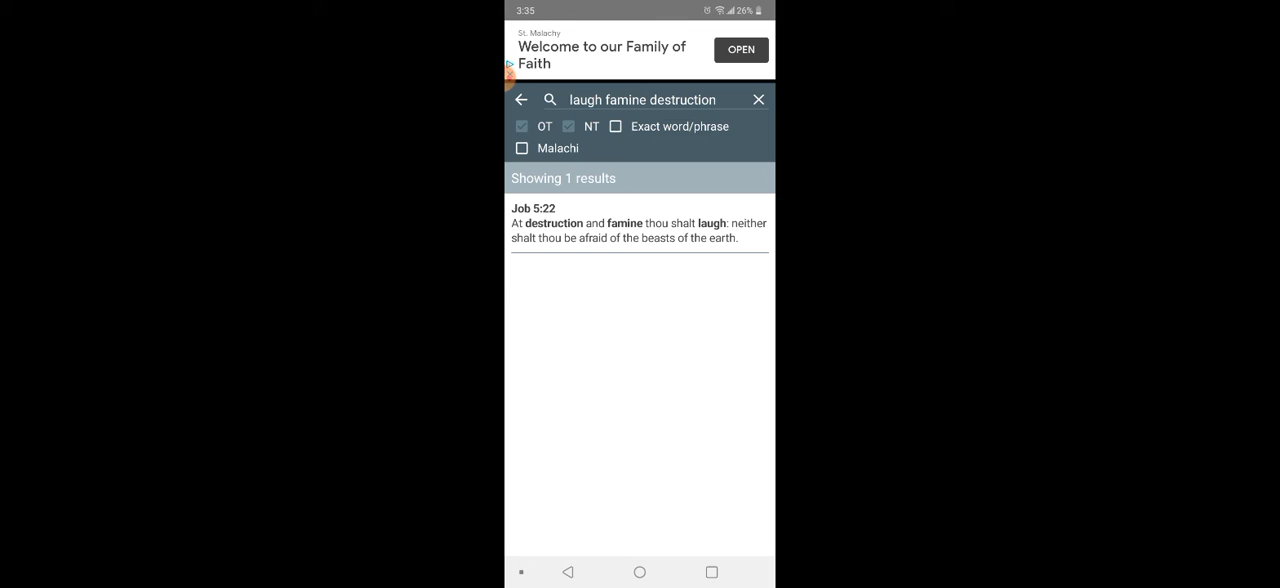 3:35
26%
St. Malachy
Welcome to our Family of
Faith
OPEN
laugh famine destruction
OT
NT
Exact word/phrase
Malachi
Showing 1 results
Job 5:22
At destruction and famine thou shalt laugh: neither
shalt thou be afraid of the beasts of the earth.